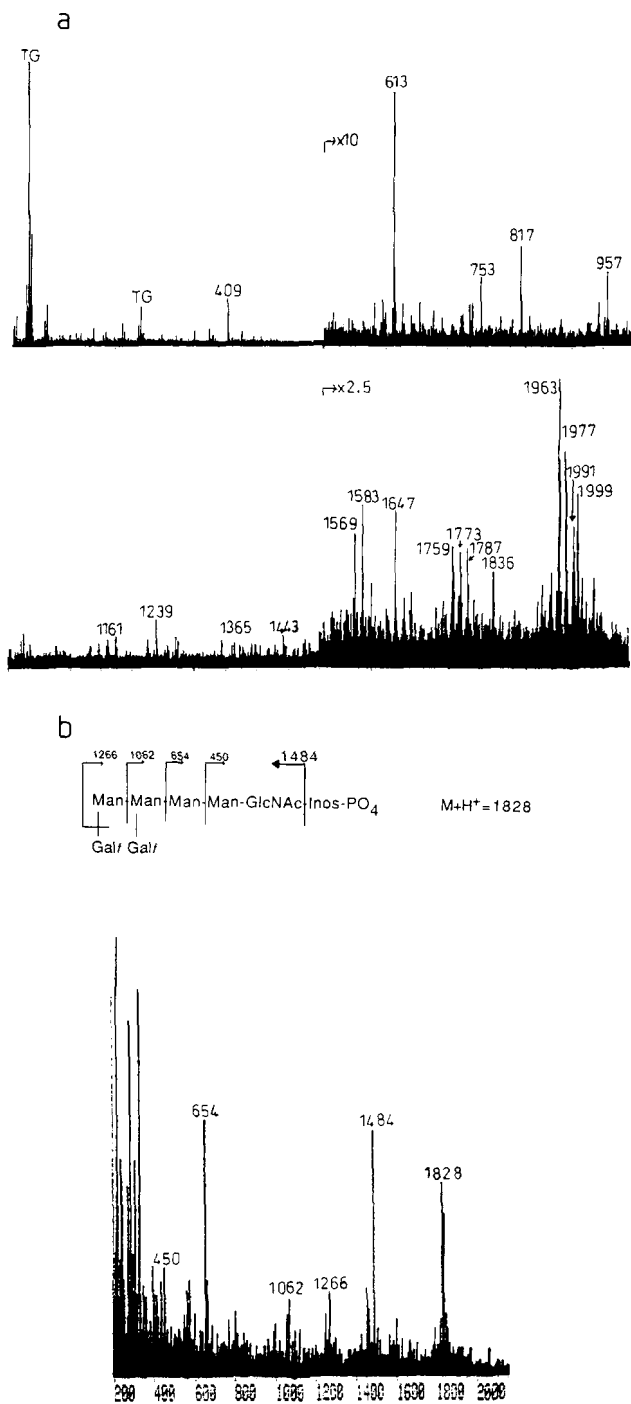 a
TG
TG
409
→x10
613
753
817
957
→x2.5
1161
1239
1365
1443
1569
1583
1647
1759
1773
1787
1836
1963
1977
1991
1999
b
1266 1062 654 450 1484
Man-Man-Man-Man-GlcNAc-Inos-PO4 M+H+=1828
Galf Galf
450
654
1062
1266
1484
1828
200 400 600 800 1000 1200 1400 1600 1800 2000